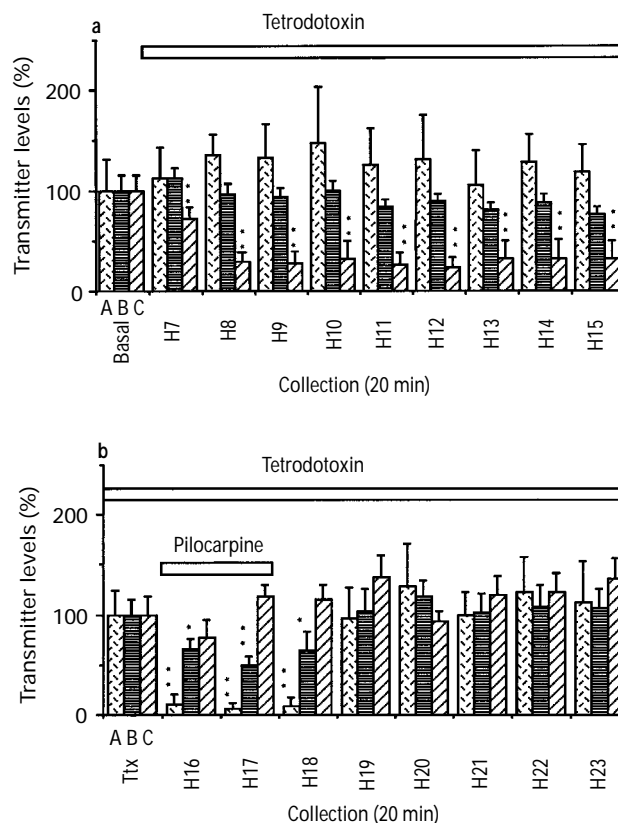 a
Tetrodotoxin
Transmitter levels (%)
200
100
0
A B C
Basal
H7
H8
H9
H10
H11
H12
H13
H14
H15
Collection (20 min)
b
Tetrodotoxin
Pilocarpine
Transmitter levels (%)
200
100
0
A B C
Ttx
H16
H17
H18
H19
H20
H21
H22
H23
Collection (20 min)